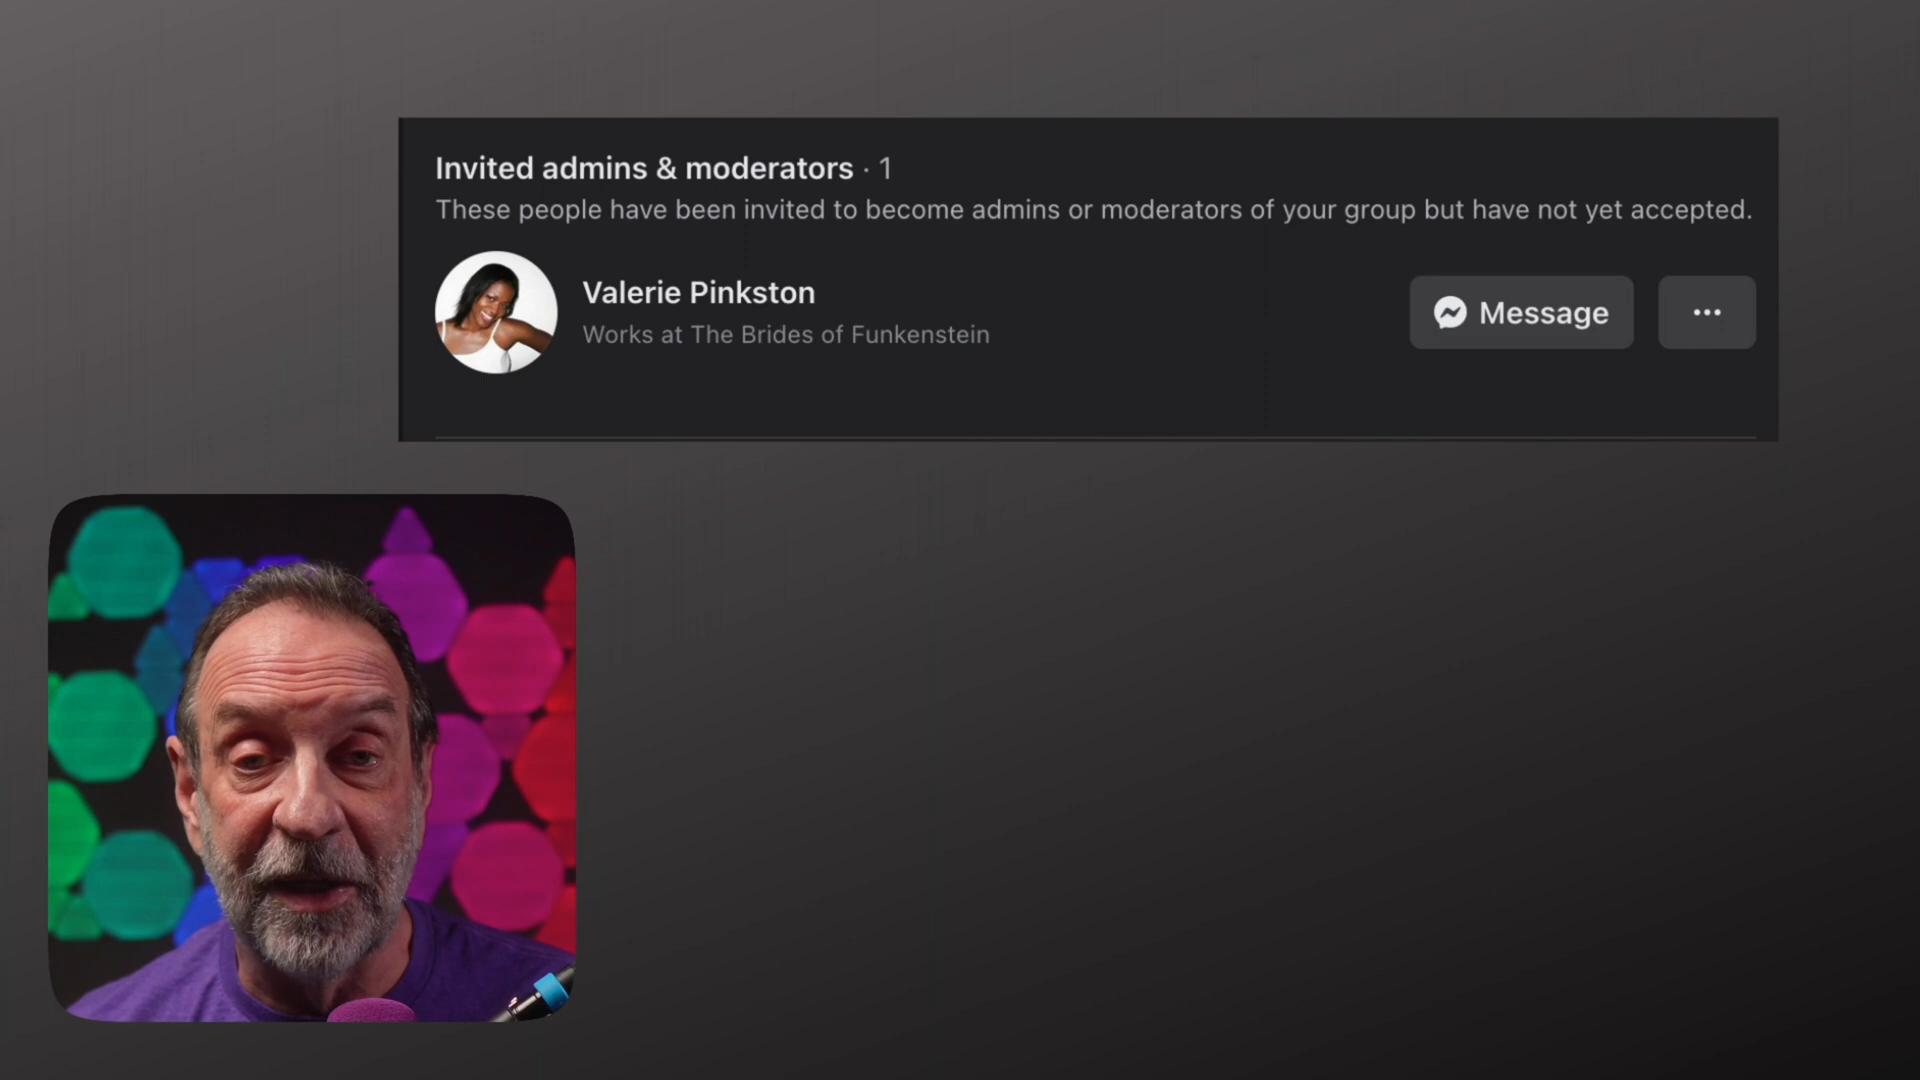 Invited admins & moderators · 1
These people have been invited to become admins or moderators of your group but have not yet accepted.
Valerie Pinkston
Works at The Brides of Funkenstein
Message